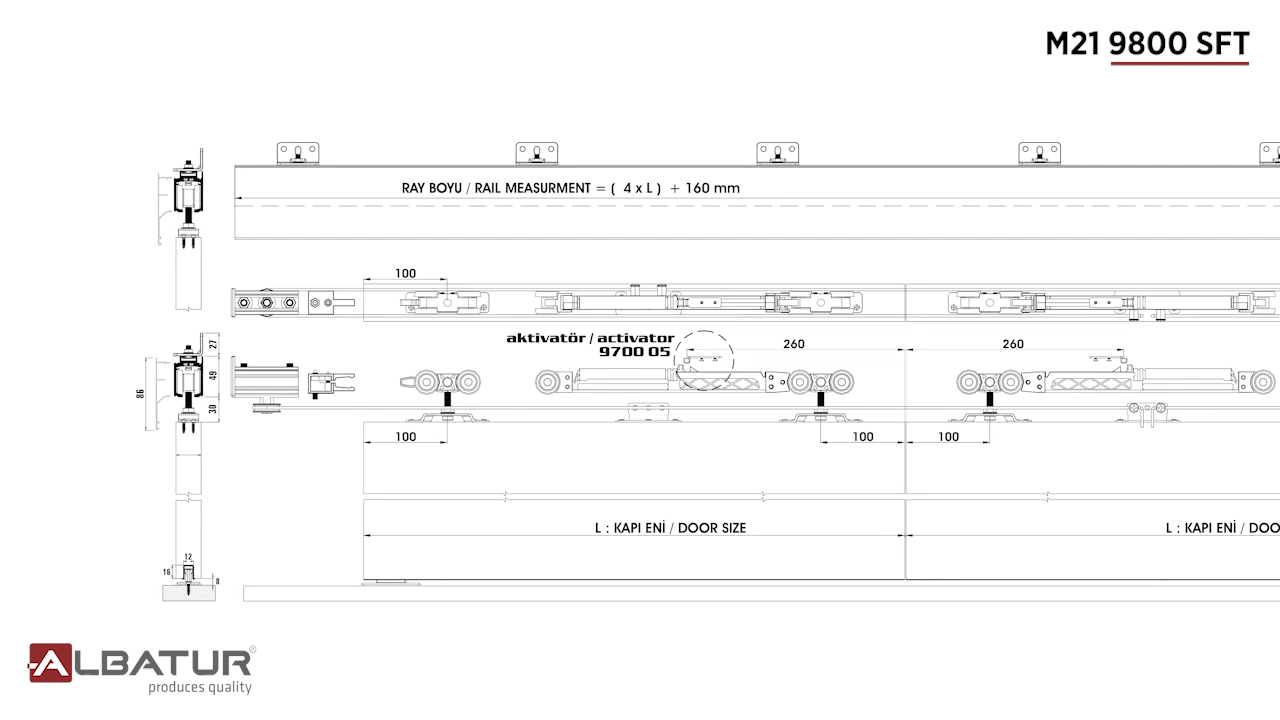 M21 9800 SFT
RAY BOYU / RAIL MEASURMENT = ( 4 x L ) + 160 mm
100
aktivatör / activator
9700 05
260
260
27
49
86
30
100
100
100
L : KAPI ENİ / DOOR SIZE
L : KAPI ENİ / DOO
12
16
8
ALBATUR®
produces quality